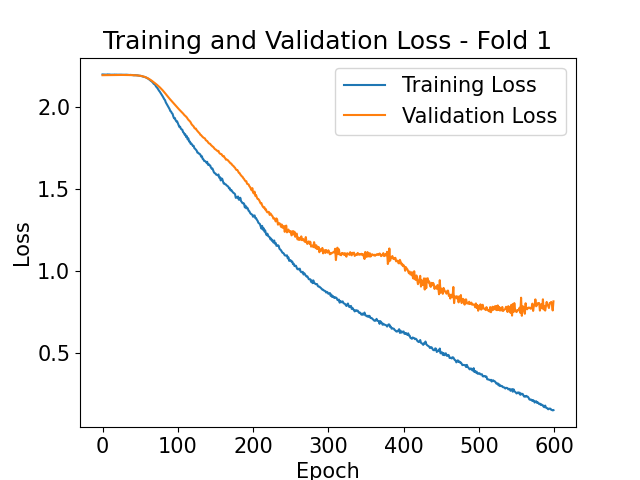 Training and Validation Loss - Fold 1
Training Loss
Validation Loss
2.0
1.5
1.0
0.5
Loss
0 100 200 300 400 500 600
Epoch